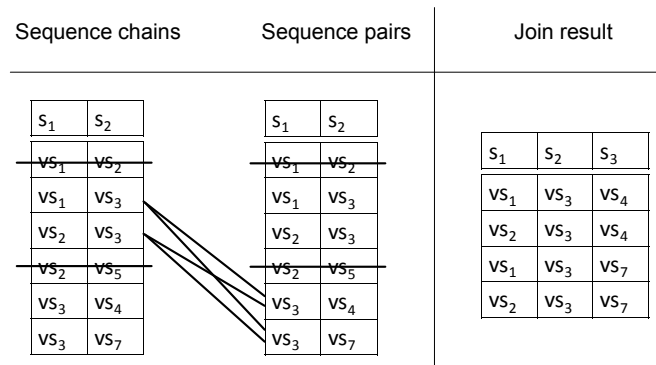 Sequence chains Sequence pairs Join result
s₁ s₂
vs₁ vs₂
vs₁ vs₃
vs₂ vs₃
vs₂ vs₅
vs₃ vs₄
vs₃ vs₇
s₁ s₂
vs₁ vs₂
vs₁ vs₃
vs₂ vs₃
vs₂ vs₅
vs₃ vs₄
vs₃ vs₇
s₁ s₂ s₃
vs₁ vs₃ vs₄
vs₂ vs₃ vs₄
vs₁ vs₃ vs₇
vs₂ vs₃ vs₇